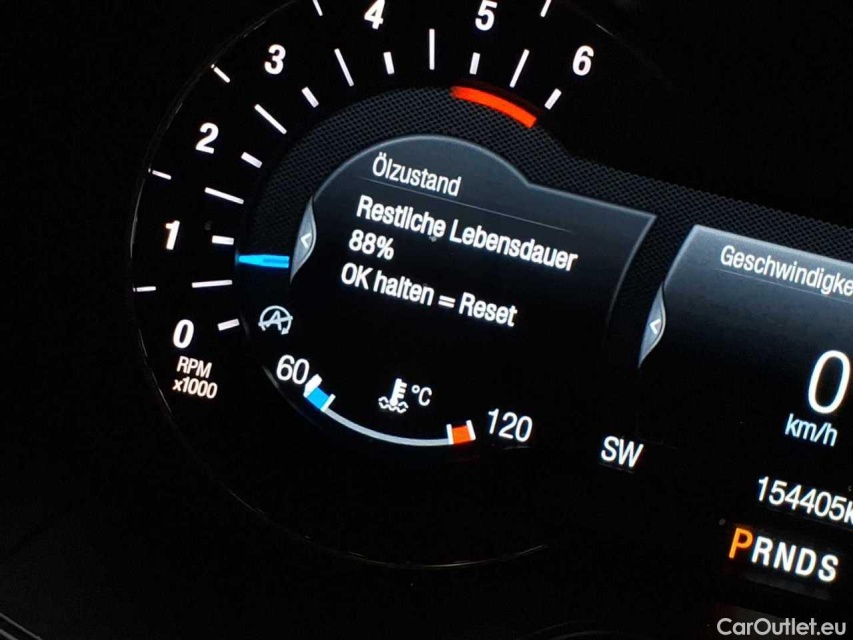 4
5
3
6
2
1
0
RPM
x1000
Ölzustand
Restliche Lebensdauer
88%
OK halten = Reset
60
°C
120
SW
0
km/h
154405k
PRNDS
CarOutlet.eu